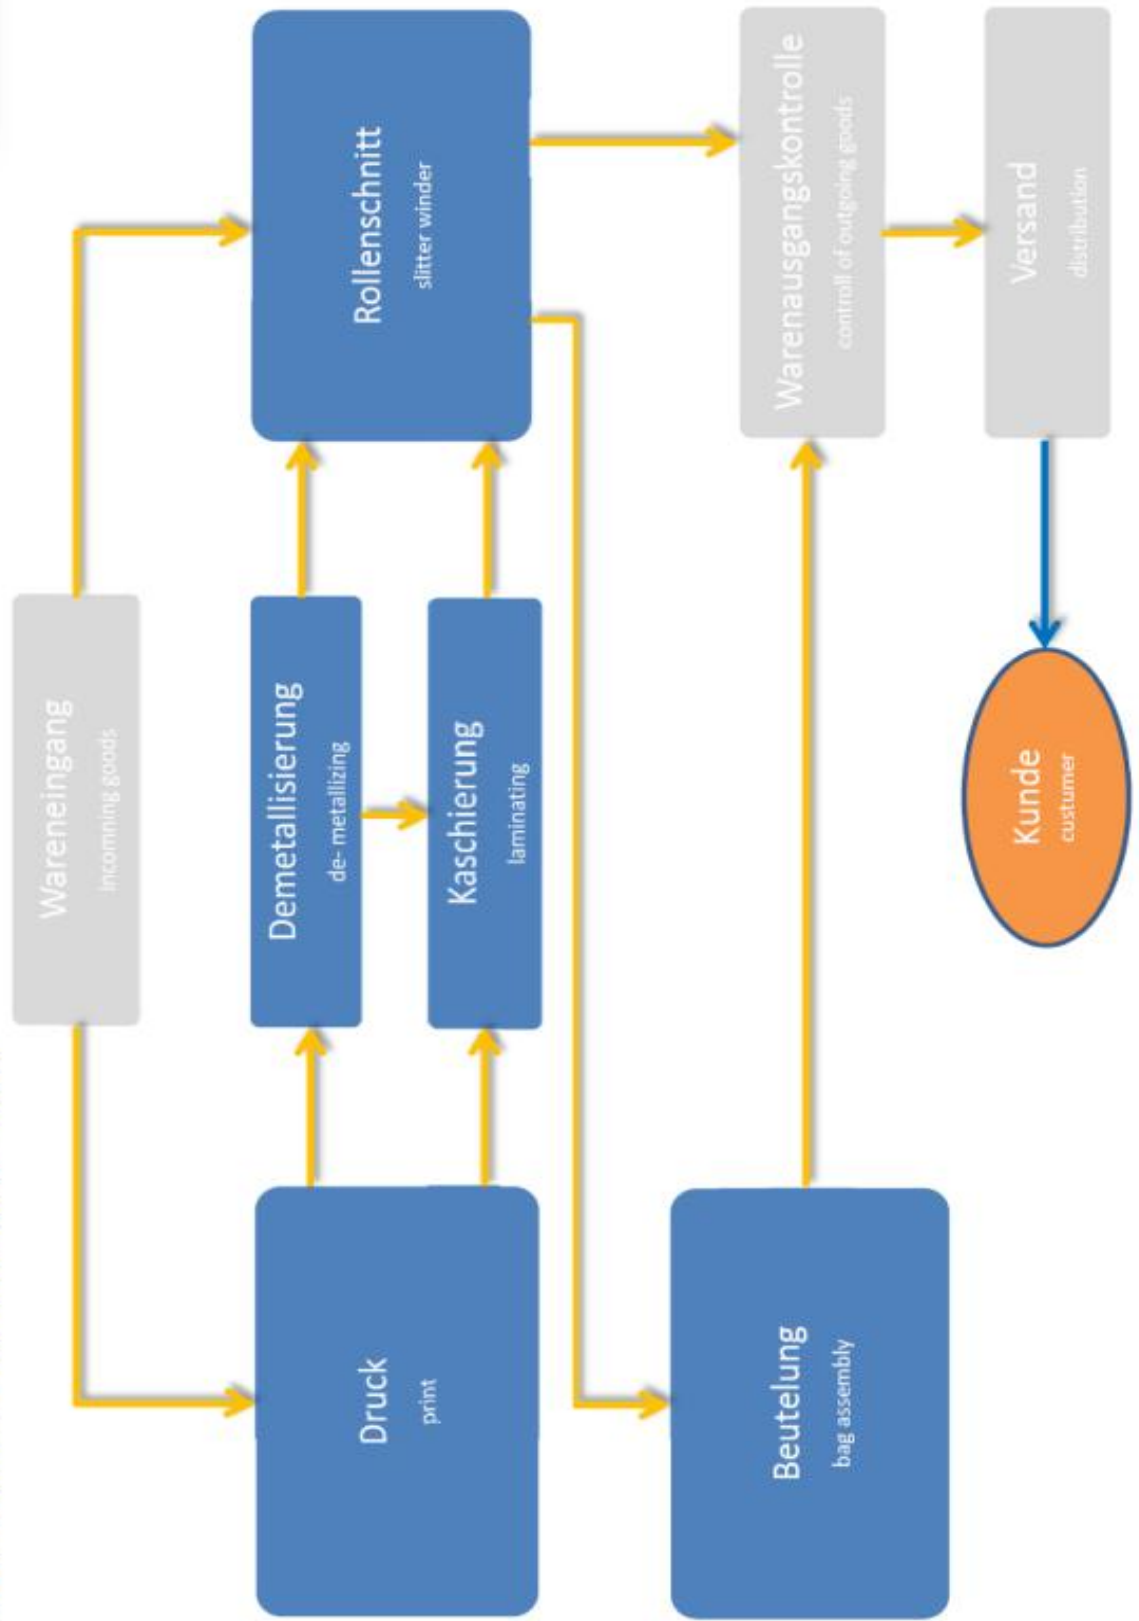 Wareneingang
incomning goods
Druck
print
Demetallisierung
de- metallizing
Kaschierung
laminating
Rollenschnitt
slitter winder
Beutelung
bag assembly
Warenausgangskontrolle
controll of outgoing goods
Kunde
custumer
Versand
distribution